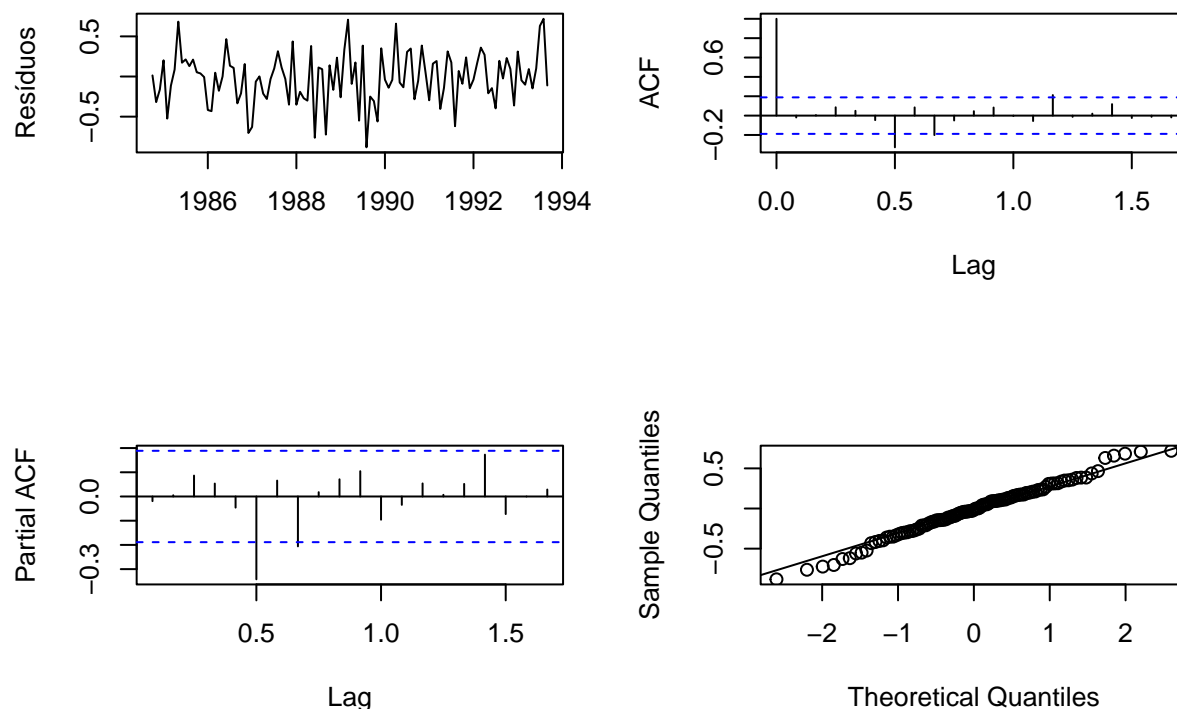 Resíduos
0.5
−0.5
1986 1988 1990 1992 1994
ACF
0.6
−0.2
0.0 0.5 1.0 1.5
Lag
Partial ACF
0.0
−0.3
0.5 1.0 1.5
Lag
Sample Quantiles
0.5
−0.5
−2 −1 0 1 2
Theoretical Quantiles